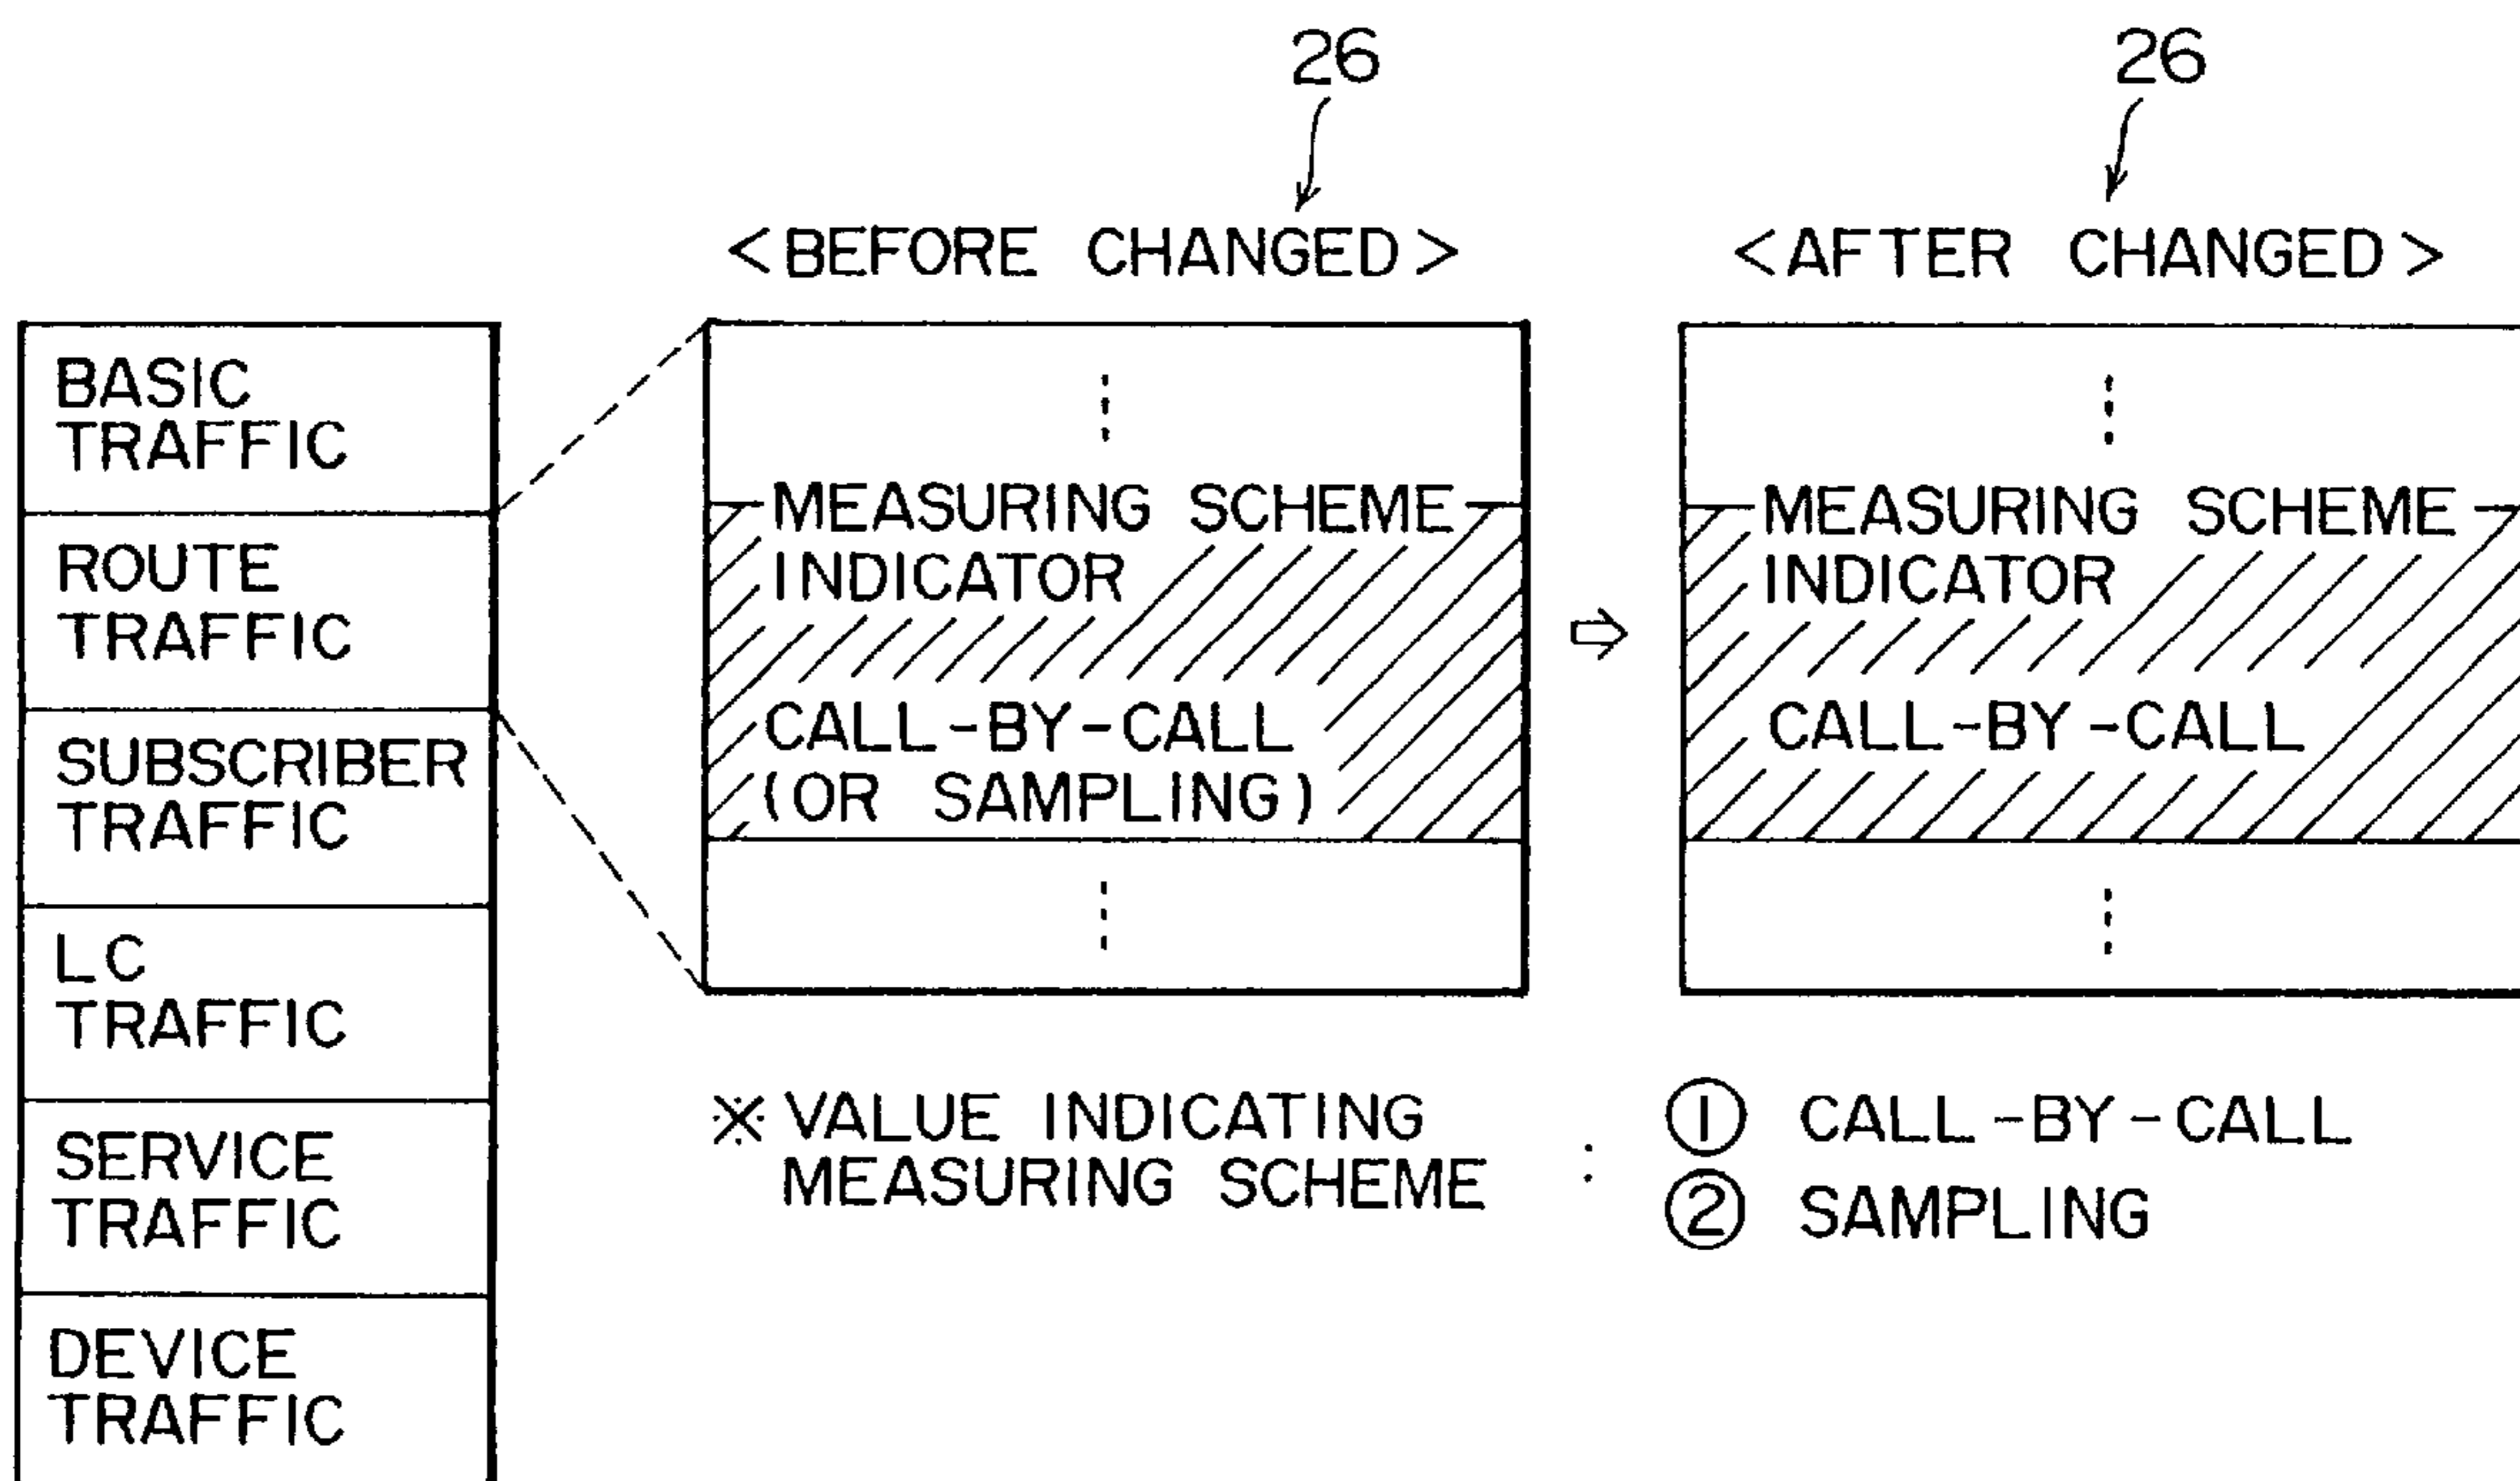 26
26
<BEFORE CHANGED>
<AFTER CHANGED>
BASIC
TRAFFIC
ROUTE
TRAFFIC
SUBSCRIBER
TRAFFIC
LC
TRAFFIC
SERVICE
TRAFFIC
DEVICE
TRAFFIC
MEASURING SCHEME
INDICATOR
CALL-BY-CALL
(OR SAMPLING)
MEASURING SCHEME
INDICATOR
CALL-BY-CALL
※ VALUE INDICATING
MEASURING SCHEME :
① CALL-BY-CALL
② SAMPLING